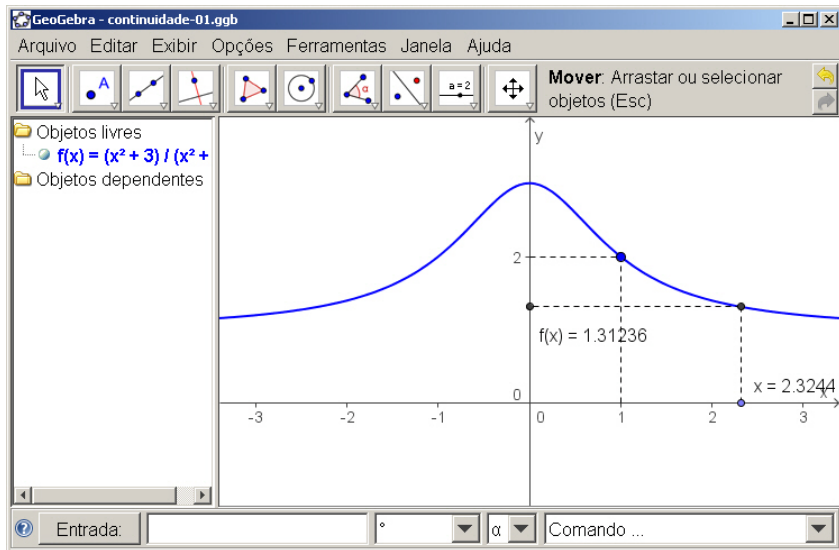 GeoGebra - continuidade-01.ggb
Arquivo Editar Exibir Opções Ferramentas Janela Ajuda
A
α
a=2
Mover: Arrastar ou selecionar
objetos (Esc)
Objetos livres
f(x) = (x² + 3) / (x² +
Objetos dependentes
y
2
f(x) = 1.31236
x = 2.3244
x
0
-3 -2 -1 0 1 2 3
Entrada:
°
α
Comando ...